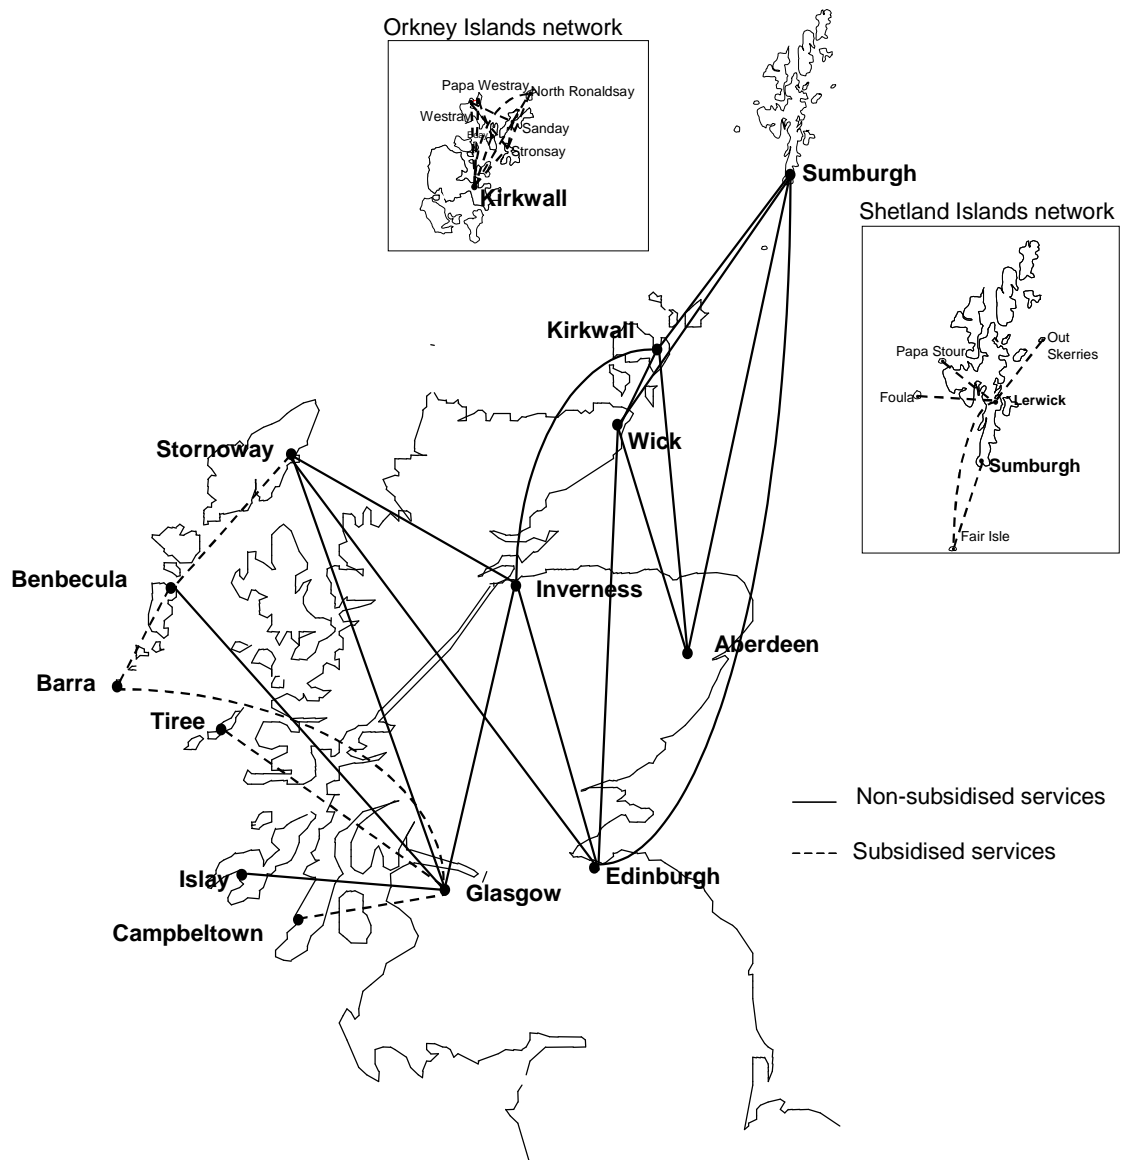 Orkney Islands network
Papa Westray
North Ronaldsay
Westray
Sanday
Stronsay
Kirkwall
Sumburgh
Shetland Islands network
Out
Skerries
Papa Stour
Foula
Lerwick
Sumburgh
Fair Isle
Kirkwall
Wick
Stornoway
Benbecula
Inverness
Aberdeen
Barra
Tiree
Non-subsidised services
Subsidised services
Islay
Glasgow
Edinburgh
Campbeltown